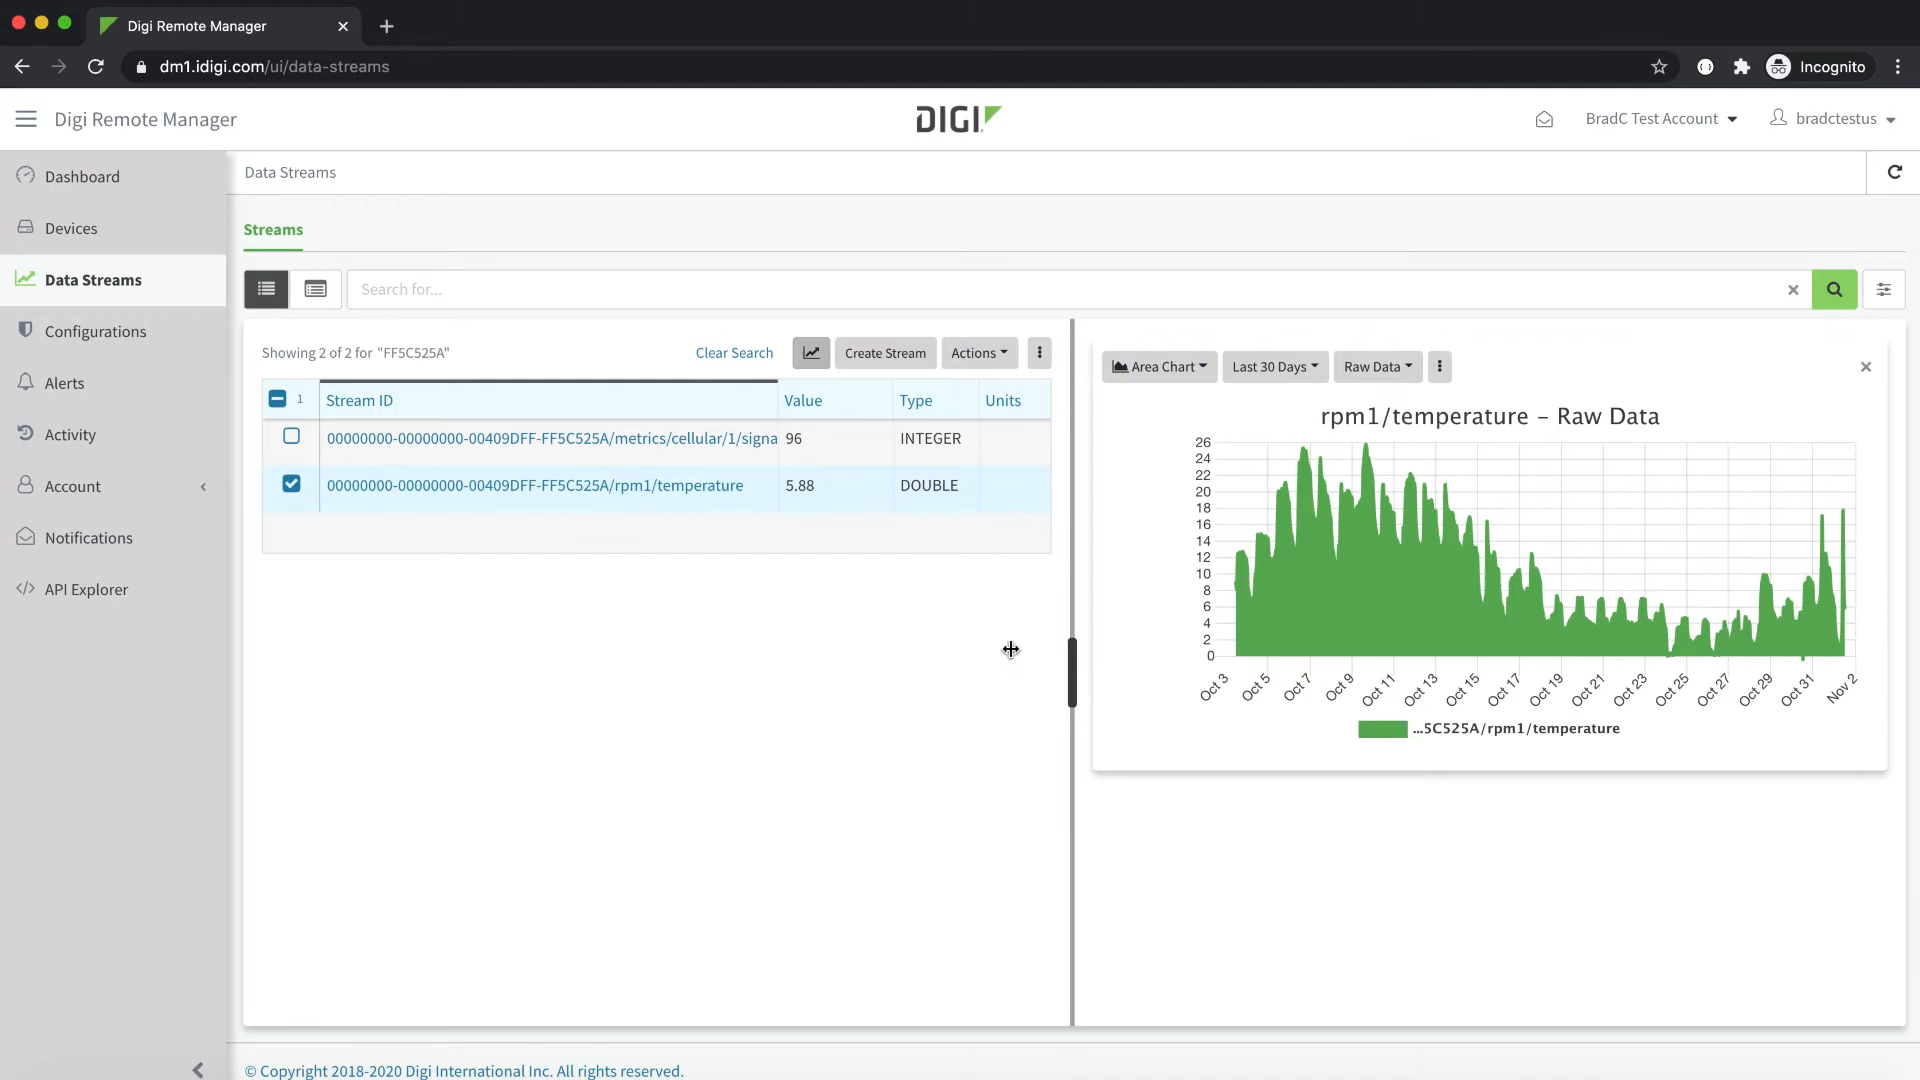 Digi Remote Manager
dm1.idigi.com/ui/data-streams
Incognito
Digi Remote Manager
DIGI
BradC Test Account
bradctestus
Dashboard
Devices
Data Streams
Configurations
Alerts
Activity
Account
Notifications
API Explorer
Data Streams
Streams
Search for...
Showing 2 of 2 for "FF5C525A"
Clear Search
Create Stream
Actions
1 Stream ID Value Type Units
00000000-00000000-00409DFF-FF5C525A/metrics/cellular/1/signa 96 INTEGER
00000000-00000000-00409DFF-FF5C525A/rpm1/temperature 5.88 DOUBLE
Area Chart
Last 30 Days
Raw Data
rpm1/temperature – Raw Data
26
24
22
20
18
16
14
12
10
8
6
4
2
0
Oct 3
Oct 5
Oct 7
Oct 9
Oct 11
Oct 13
Oct 15
Oct 17
Oct 19
Oct 21
Oct 23
Oct 25
Oct 27
Oct 29
Oct 31
Nov 2
...5C525A/rpm1/temperature
© Copyright 2018-2020 Digi International Inc. All rights reserved.